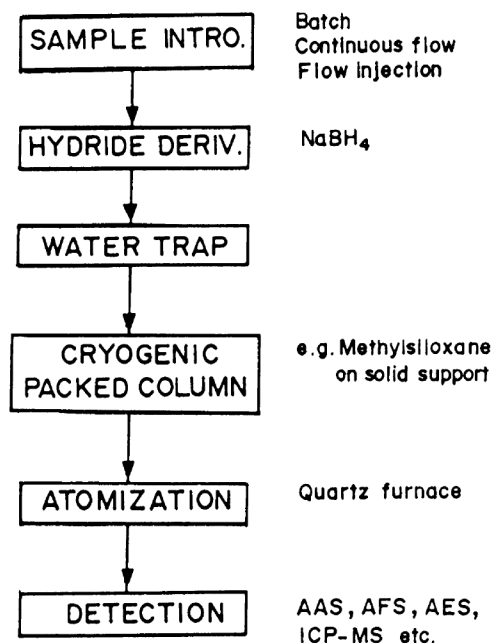 SAMPLE INTRO.
Batch
Continuous flow
Flow injection
HYDRIDE DERIV.
NaBH₄
WATER TRAP
CRYOGENIC
PACKED COLUMN
e.g. Methylsiloxane
on solid support
ATOMIZATION
Quartz furnace
DETECTION
AAS, AFS, AES,
ICP-MS etc.